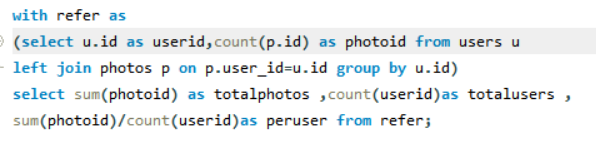 with refer as
(select u.id as userid,count(p.id) as photoid from users u
left join photos p on p.user_id=u.id group by u.id)
select sum(photoid) as totalphotos ,count(userid)as totalusers ,
sum(photoid)/count(userid)as peruser from refer;